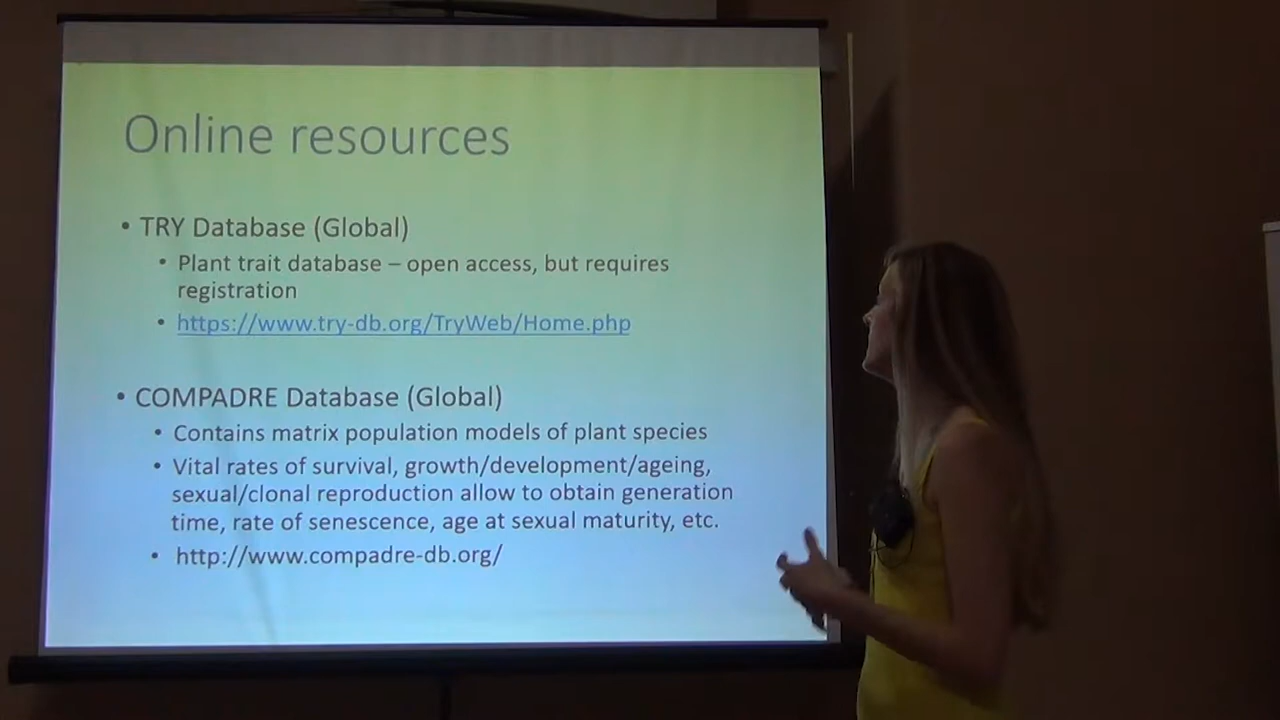 Online resources
• TRY Database (Global)
• Plant trait database – open access, but requires
registration
• https://www.try-db.org/TryWeb/Home.php
• COMPADRE Database (Global)
• Contains matrix population models of plant species
• Vital rates of survival, growth/development/ageing,
sexual/clonal reproduction allow to obtain generation
time, rate of senescence, age at sexual maturity, etc.
• http://www.compadre-db.org/